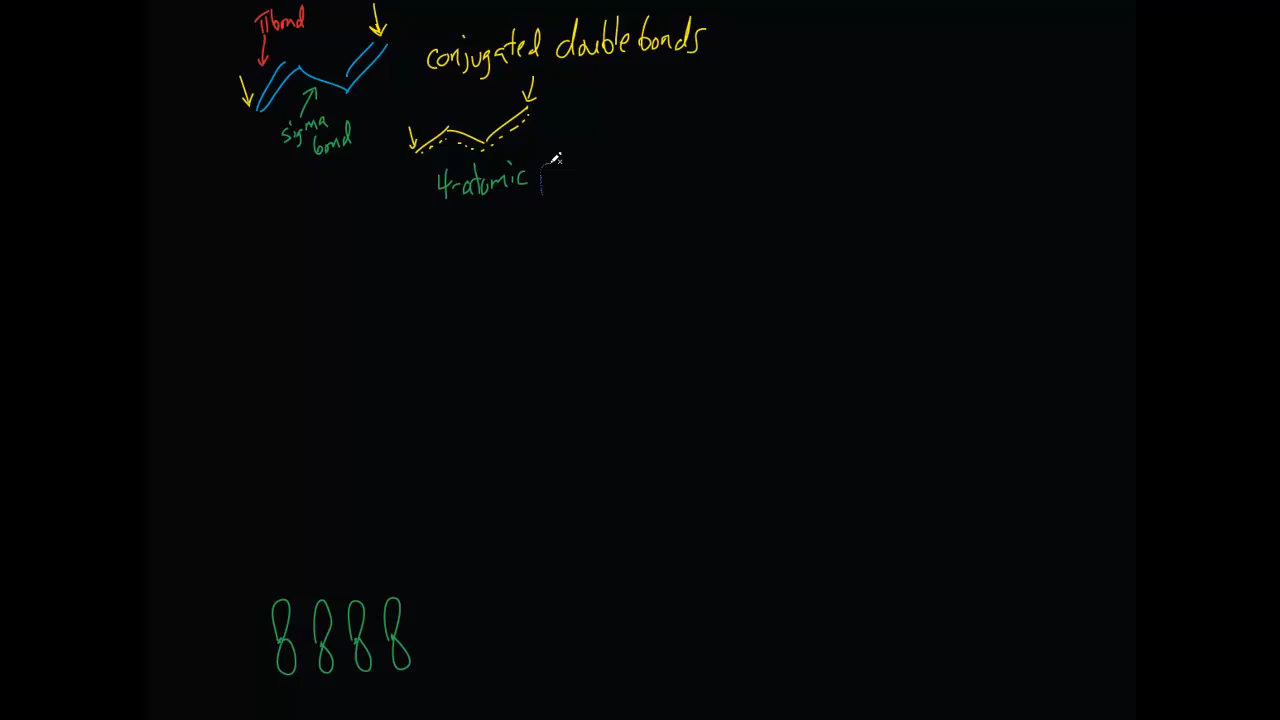 π bond
conjugated double bonds
sigma
bond
4-atomic